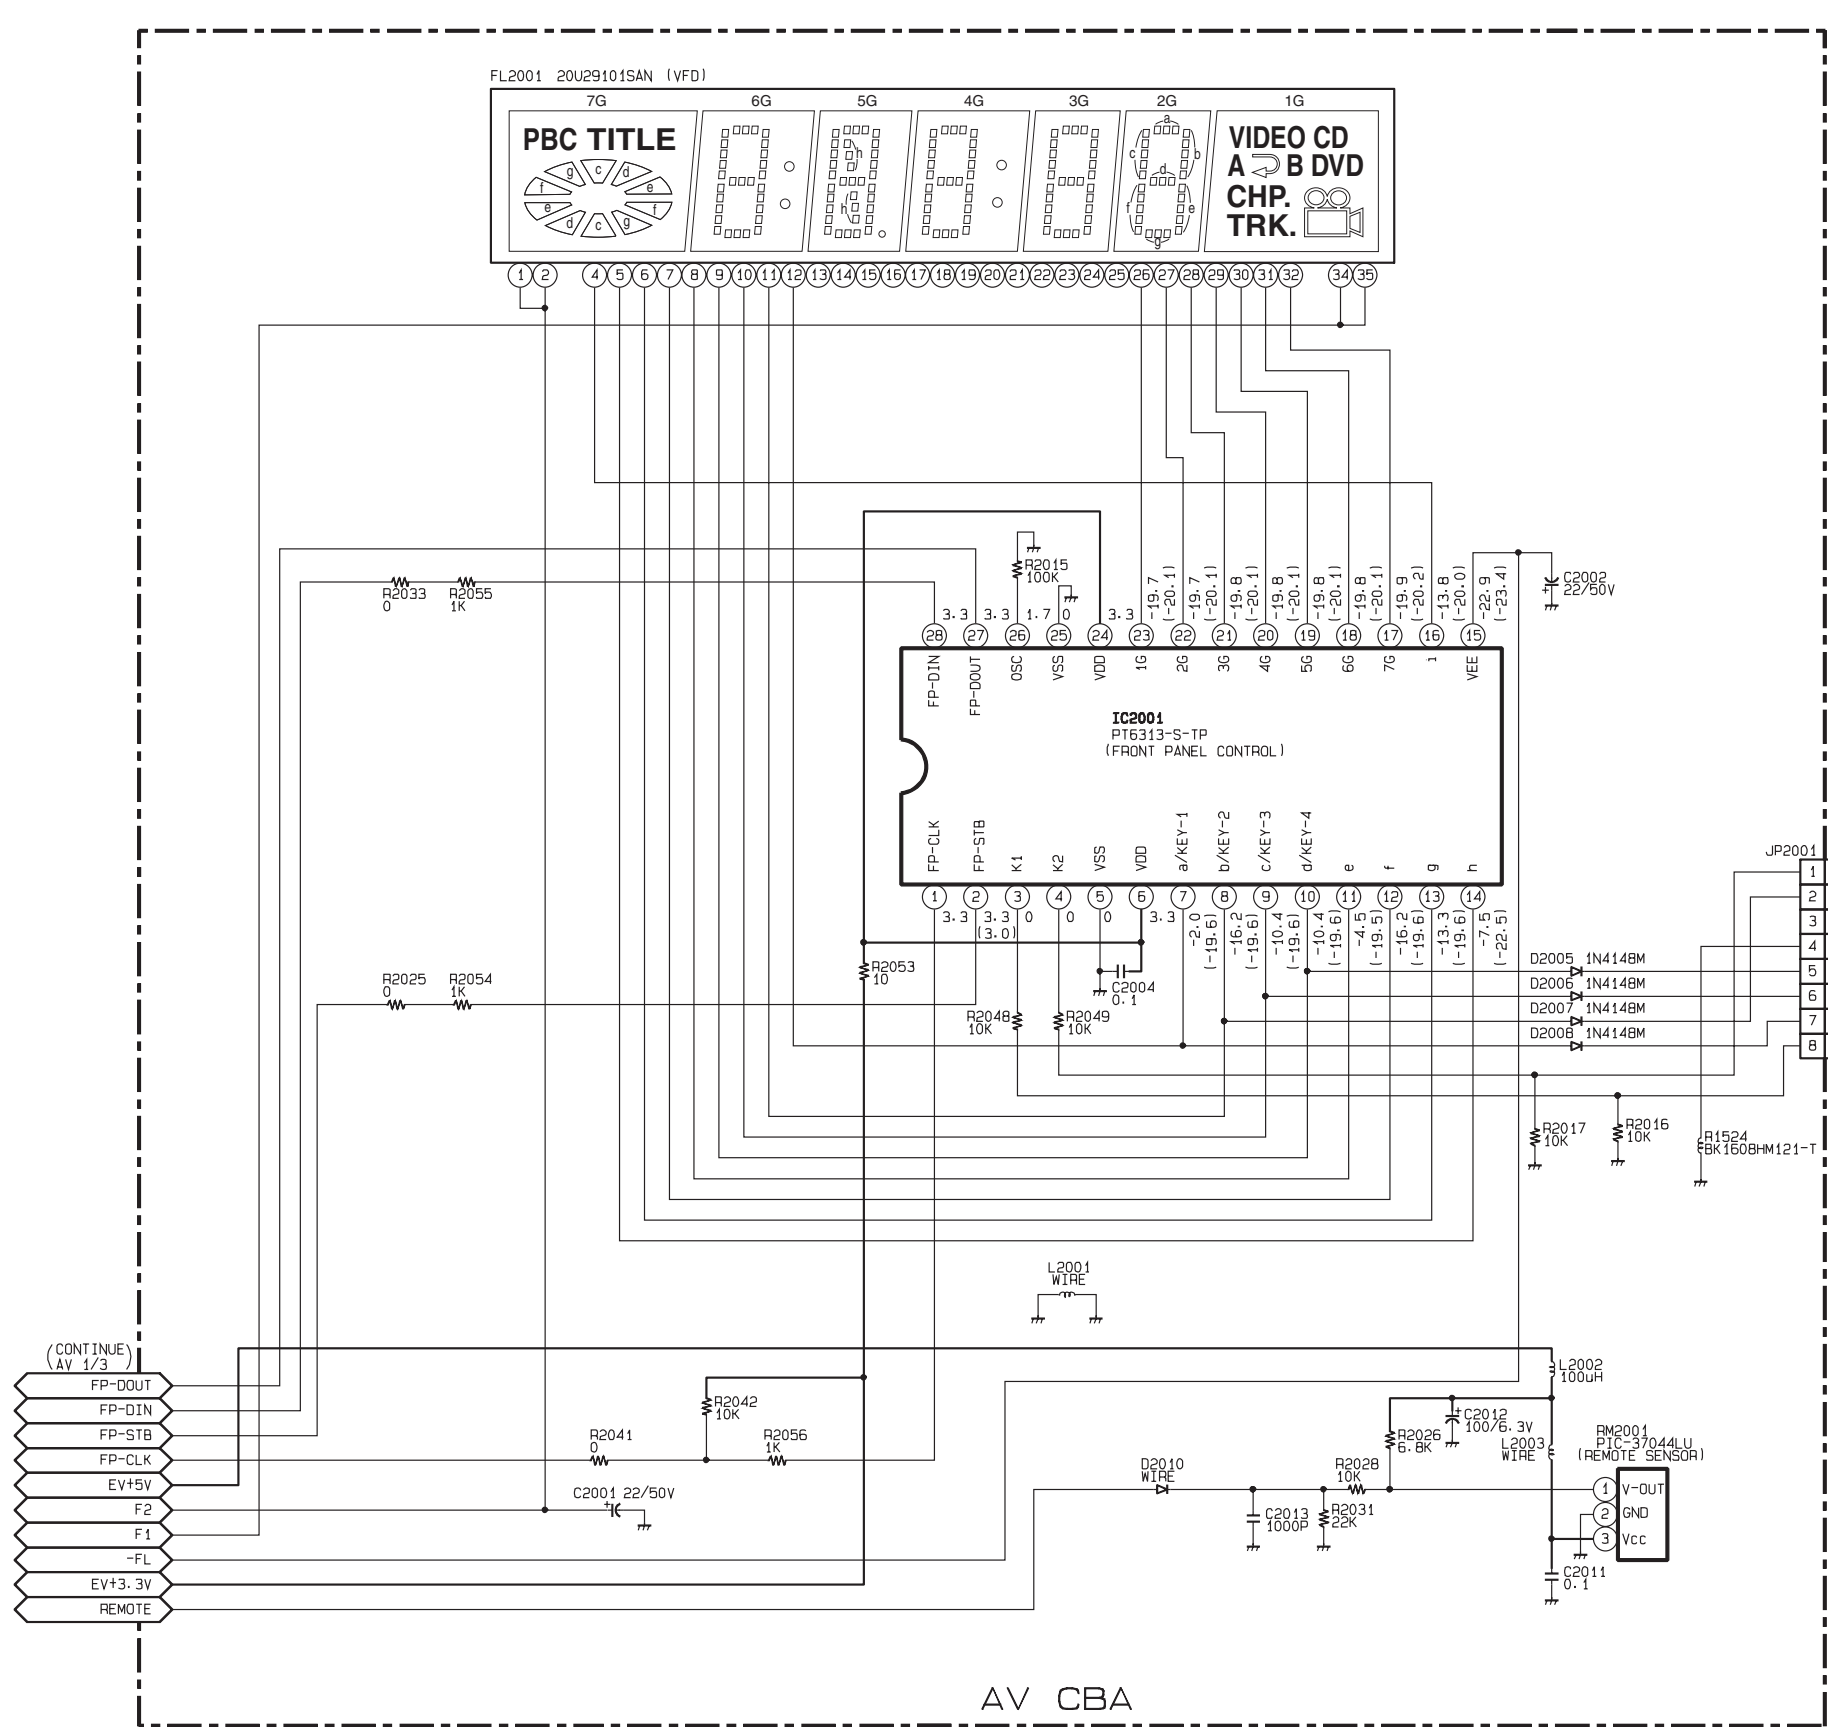 FL2001 20U29101SAN (VFD)
7G 6G 5G 4G 3G 2G 1G
PBC TITLE
g c d
f e
e f
d c g
h
h
a
c b
d
f e
g
VIDEO CD
A B DVD
CHP.
TRK.
1 2 4 5 6 7 8 9 10 11 12 13 14 15 16 17 18 19 20 21 22 23 24 25 26 27 28 29 30 31 32 34 35
R2033
0
R2055
1K
R2015
100K
C2002
+ 22/50V
3.3 3.3 1.7 0 3.3
-19.7
(-20.1)
-19.7
(-20.1)
-19.8
(-20.1)
-19.8
(-20.1)
-19.8
(-20.1)
-19.8
(-20.1)
-19.9
(-20.2)
-13.8
(-20.0)
-22.9
(-23.4)
28 27 26 25 24 23 22 21 20 19 18 17 16 15
FP-DIN
FP-DOUT
OSC
VSS
VDD
1G
2G
3G
4G
5G
6G
7G
i
VEE
IC2001
PT6313-S-TP
(FRONT PANEL CONTROL)
FP-CLK
FP-STB
K1
K2
VSS
VDD
a/KEY-1
b/KEY-2
c/KEY-3
d/KEY-4
e
f
g
h
1 2 3 4 5 6 7 8 9 10 11 12 13 14
3.3 3.3 0 0 0 3.3
(3.0)
-2.0
(-19.6)
-16.2
(-19.6)
-10.4
(-19.6)
-10.4
(-19.6)
-4.5
(-19.5)
-16.2
(-19.6)
-13.3
(-19.6)
-7.5
(-22.5)
JP2001
1
2
3
4
5
6
7
8
D2005 1N4148M
D2006 1N4148M
D2007 1N4148M
D2008 1N4148M
R2053
10
C2004
0.1
R2025
0
R2054
1K
R2048
10K
R2049
10K
R2017
10K
R2016
10K
R1524
BK1608HM121-T
L2001
WIRE
(CONTINUE)
AV 1/3
FP-DOUT
FP-DIN
FP-STB
FP-CLK
EV+5V
F2
F1
-FL
EV+3.3V
REMOTE
R2042
10K
R2041
0
R2056
1K
C2001 22/50V
+
L2002
100uH
+ C2012
100/6.3V
R2026
6.8K
L2003
WIRE
RM2001
PIC-37044LU
(REMOTE SENSOR)
D2010
WIRE
R2028
10K
C2013
1000P
R2031
22K
1 V-OUT
2 GND
3 Vcc
C2011
0.1
AV CBA